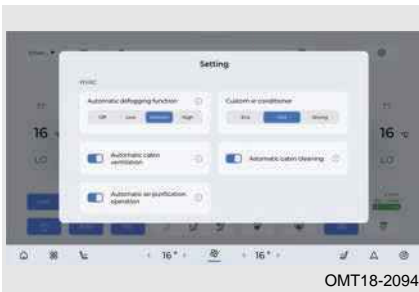 Setting
HVAC
Automatic defogging function
Custom air conditioner
Off Low Medium High
Eco Mild Strong
Automatic cabin
ventilation
Automatic cabin cleaning
Automatic air purification
operation
16
16
LO
LO
16°
16°
OMT18-2094